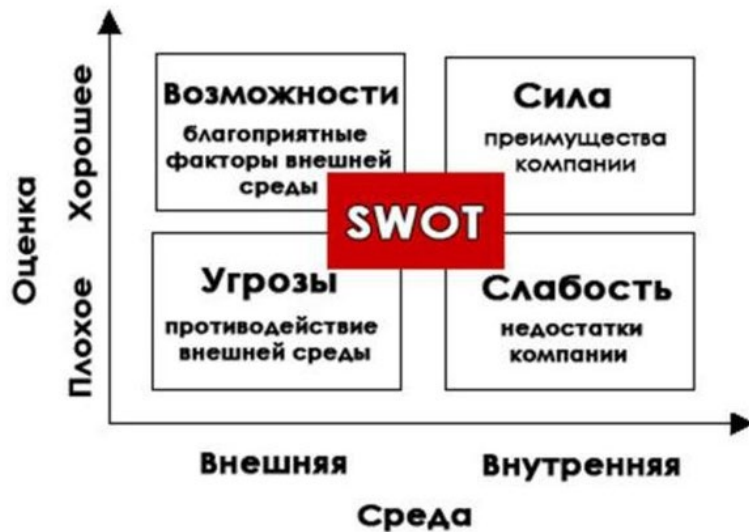 Оценка
Хорошее
Плохое
Возможности
благоприятные
факторы внешней
среды
Сила
преимущества
компании
SWOT
Угрозы
противодействие
внешней среды
Слабость
недостатки
компании
Внешняя
Внутренняя
Среда